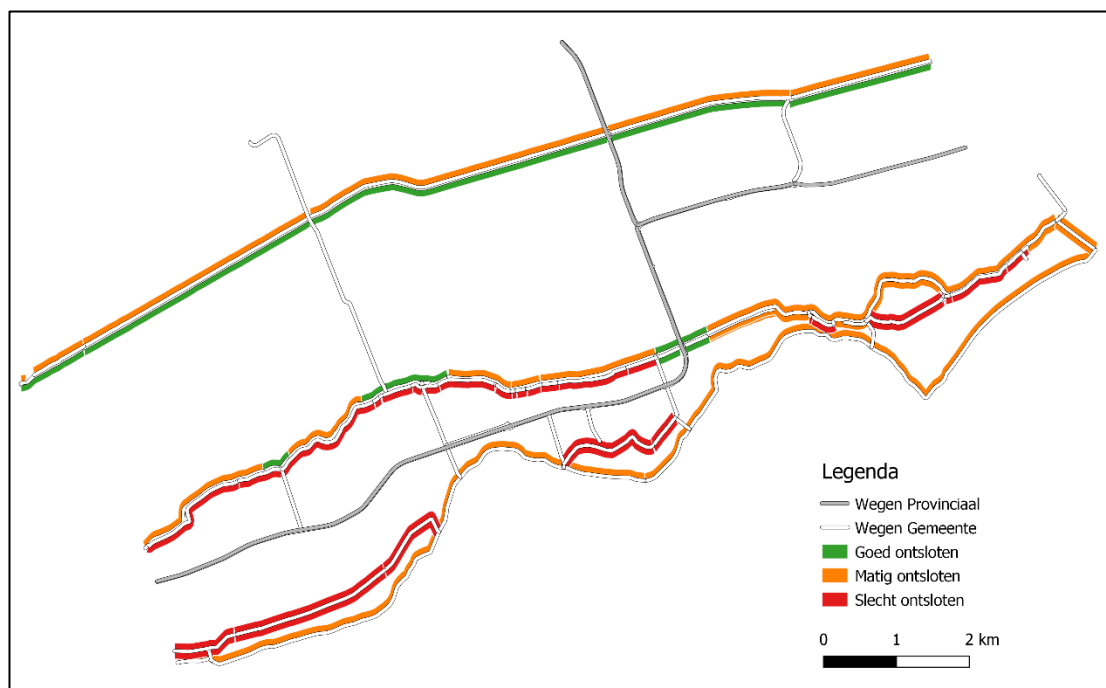 Legenda
Wegen Provinciaal
Wegen Gemeente
Goed ontsloten
Matig ontsloten
Slecht ontsloten
0 1 2 km